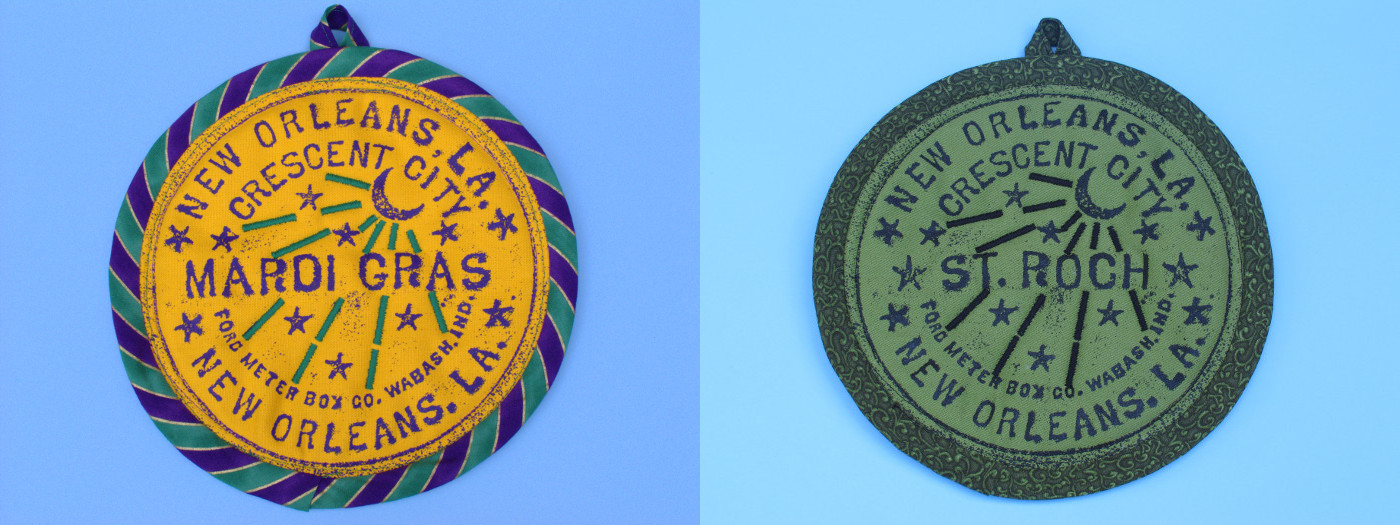 NEW ORLEANS, LA.
CRESCENT CITY
MARDI GRAS
FORD METER BOX CO. WABASH, IND.
NEW ORLEANS, LA.
NEW ORLEANS, LA.
CRESCENT CITY
ST. ROCH
FORD METER BOX CO. WABASH, IND.
NEW ORLEANS, LA.